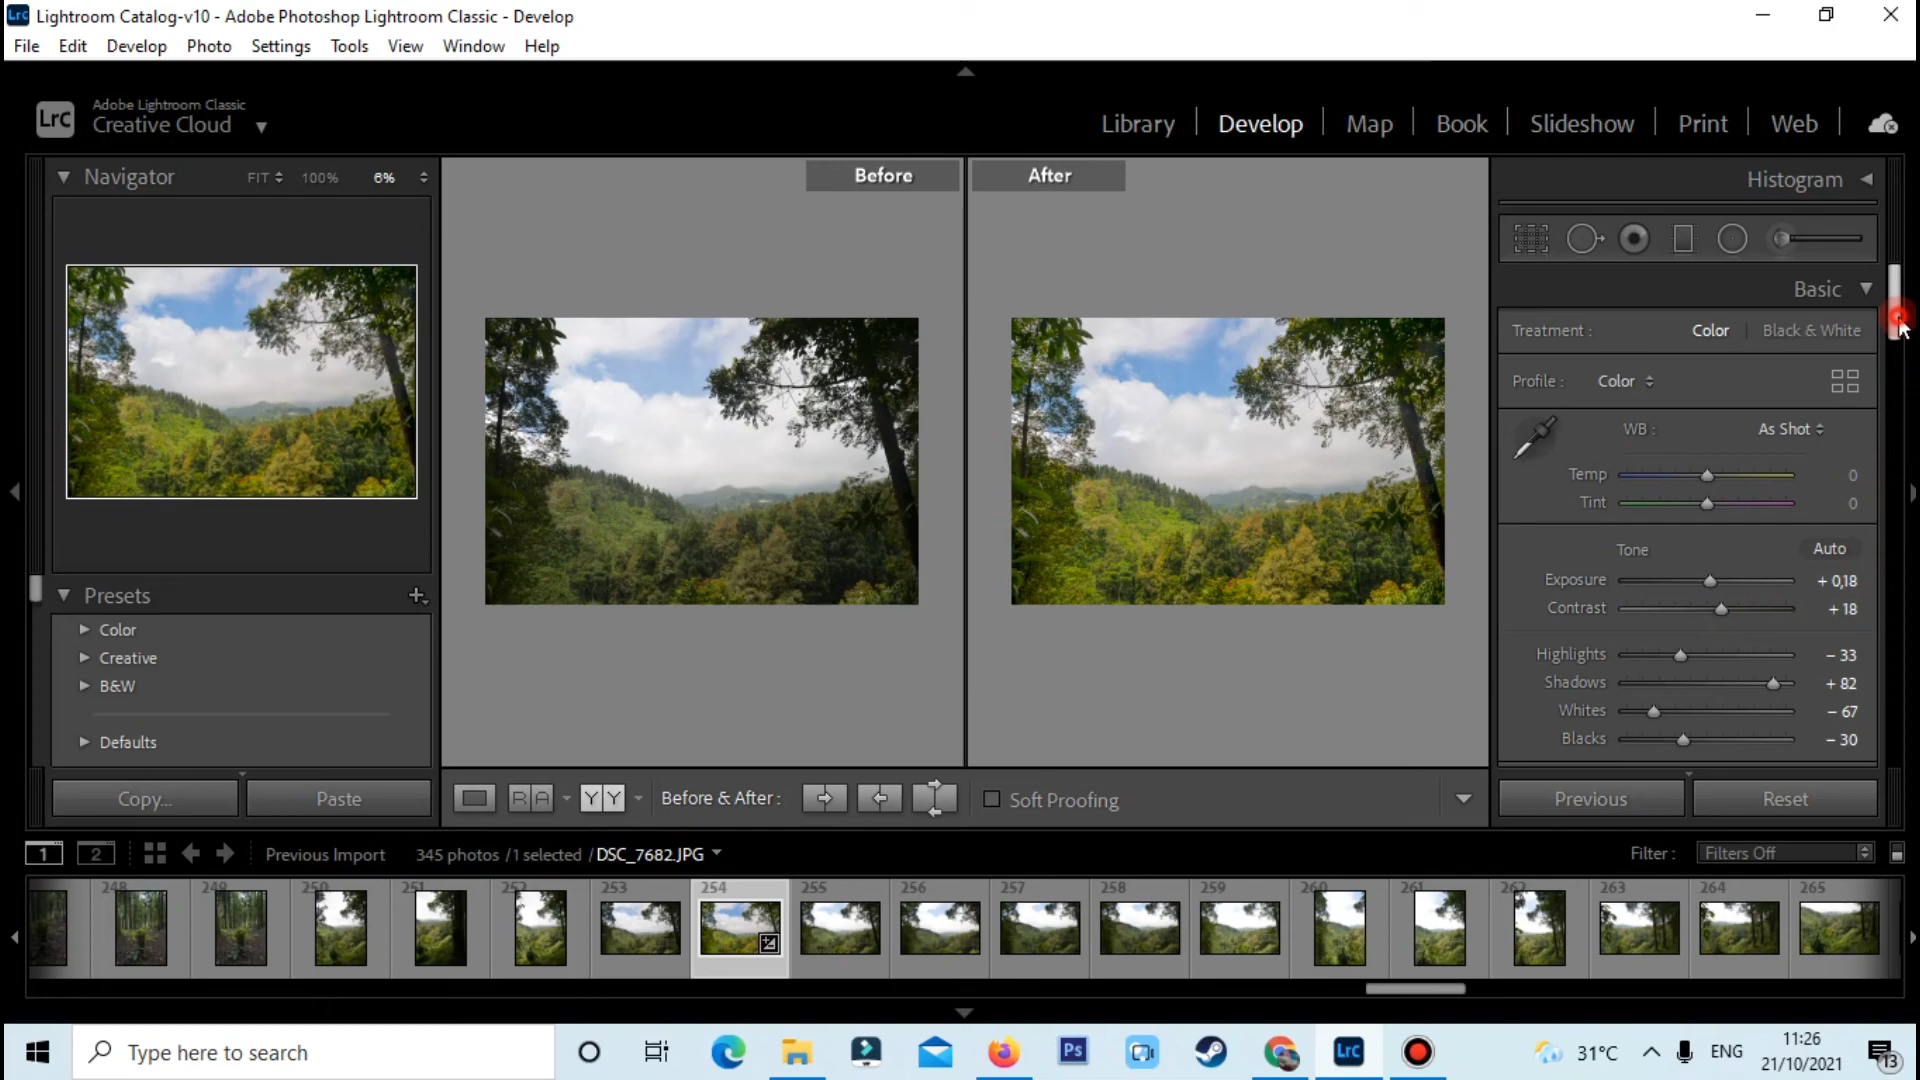 Lrc Lightroom Catalog-v10 - Adobe Photoshop Lightroom Classic - Develop
File Edit Develop Photo Settings Tools View Window Help
LrC Adobe Lightroom Classic
Creative Cloud
Library Develop Map Book Slideshow Print Web
Navigator FIT 100% 6%
Before After
Histogram
Basic
Treatment : Color Black & White
Profile : Color
WB : As Shot
Temp 0
Tint 0
Tone Auto
Exposure + 0,18
Contrast + 18
Highlights – 33
Shadows + 82
Whites – 67
Blacks – 30
Presets
Color
Creative
B&W
Defaults
Copy... Paste
R A Y Y Before & After : Soft Proofing
Previous Reset
1 2 Previous Import 345 photos / 1 selected / DSC_7682.JPG Filter : Filters Off
248 249 250 251 252 253 254 255 256 257 258 259 260 261 262 263 264 265
Type here to search
Ps LrC 31°C ENG 11:26
21/10/2021 13